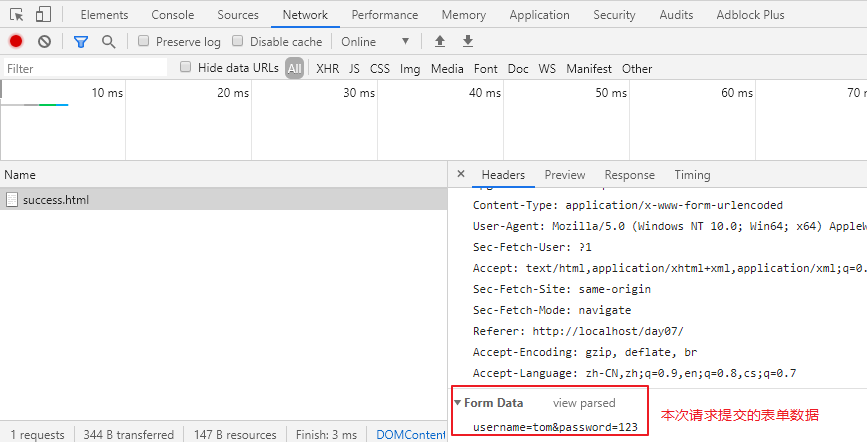 Elements Console Sources Network Performance Memory Application Security Audits Adblock Plus
Preserve log Disable cache Online
Filter Hide data URLs All XHR JS CSS Img Media Font Doc WS Manifest Other
10 ms 20 ms 30 ms 40 ms 50 ms 60 ms 70 m
Name
success.html
× Headers Preview Response Timing
Content-Type: application/x-www-form-urlencoded
User-Agent: Mozilla/5.0 (Windows NT 10.0; Win64; x64) AppleW
Sec-Fetch-User: ?1
Accept: text/html,application/xhtml+xml,application/xml;q=0.
Sec-Fetch-Site: same-origin
Sec-Fetch-Mode: navigate
Referer: http://localhost/day07/
Accept-Encoding: gzip, deflate, br
Accept-Language: zh-CN,zh;q=0.9,en;q=0.8,cs;q=0.7
Form Data view parsed
本次请求提交的表单数据
username=tom&password=123
1 requests 344 B transferred 147 B resources Finish: 3 ms DOMContent